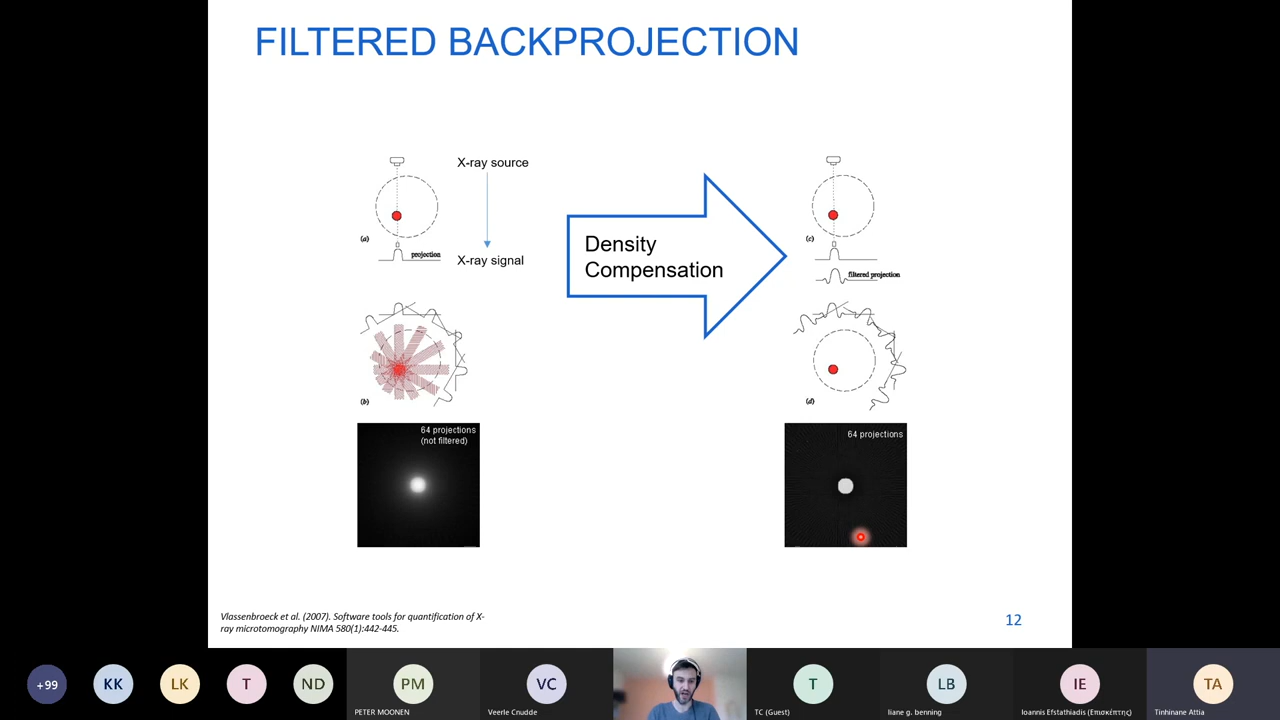 FILTERED BACKPROJECTION
X-ray source
(a)
projection
X-ray signal
Density
Compensation
(c)
filtered projection
(b)
(d)
64 projections
(not filtered)
64 projections
Vlassenbroeck et al. (2007). Software tools for quantification of X-
ray microtomography NIMA 580(1):442-445.
12
+99
KK
LK
T
ND
PM
PETER MOONEN
VC
Veerle Cnudde
T
TC (Guest)
LB
liane g. benning
IE
Ioannis Efstathiadis (Επισκέπτης)
TA
Tinhinane Attia